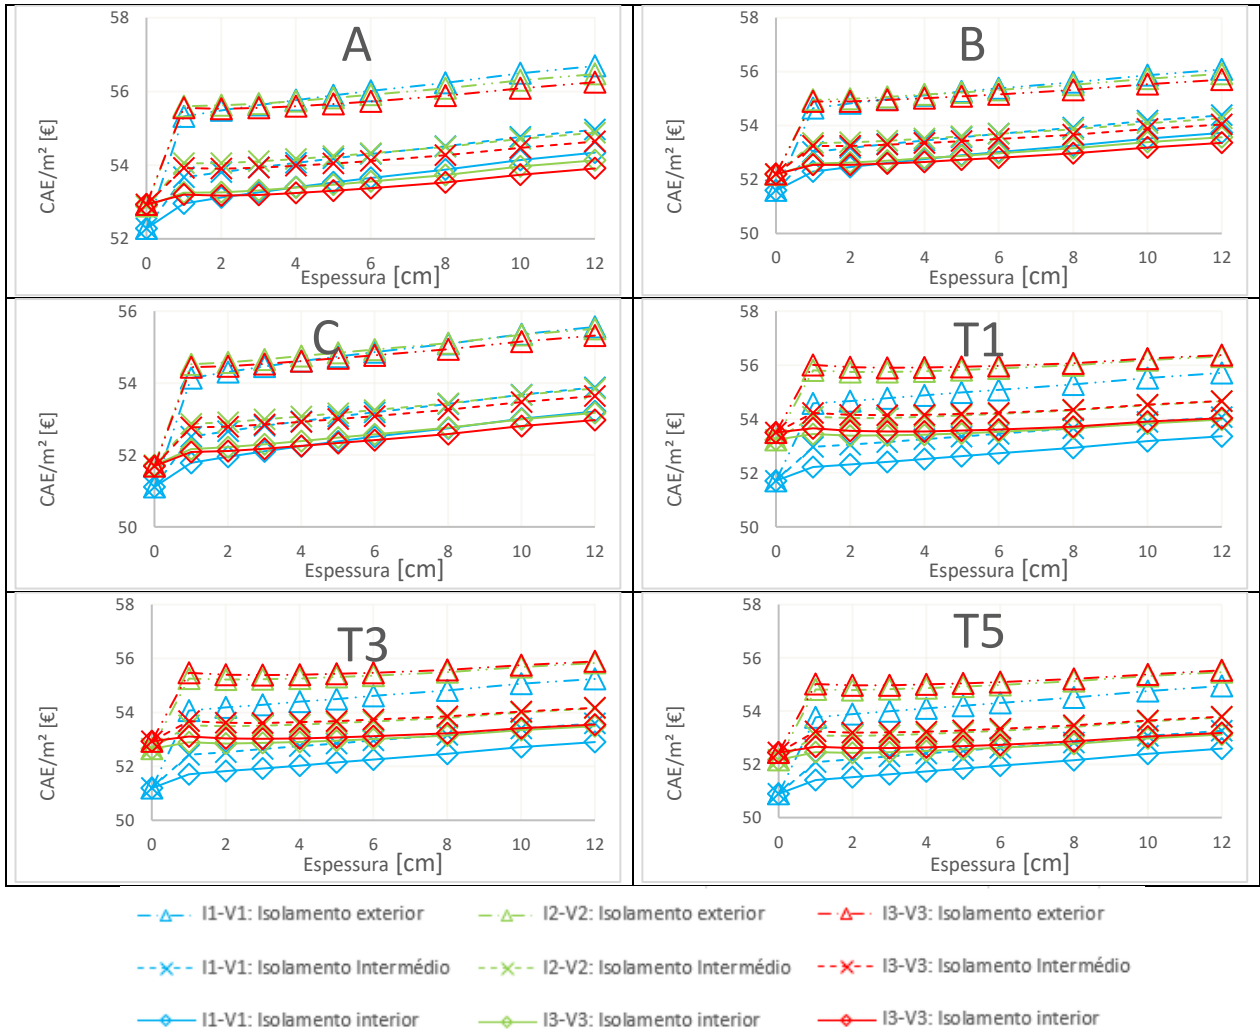 A
CAE/m² [€]
58
56
54
52
0 2 4 6 8 10 12
Espessura [cm]
B
CAE/m² [€]
58
56
54
52
50
0 2 4 6 8 10 12
Espessura [cm]
C
CAE/m² [€]
56
54
52
50
0 2 4 6 8 10 12
Espessura [cm]
T1
CAE/m² [€]
58
56
54
52
50
0 2 4 6 8 10 12
Espessura [cm]
T3
CAE/m² [€]
58
56
54
52
50
0 2 4 6 8 10 12
Espessura [cm]
T5
CAE/m² [€]
58
56
54
52
50
0 2 4 6 8 10 12
Espessura [cm]
I1-V1: Isolamento exterior I2-V2: Isolamento exterior I3-V3: Isolamento exterior
I1-V1: Isolamento Intermédio I2-V2: Isolamento Intermédio I3-V3: Isolamento Intermédio
I1-V1: Isolamento interior I3-V3: Isolamento interior I3-V3: Isolamento interior